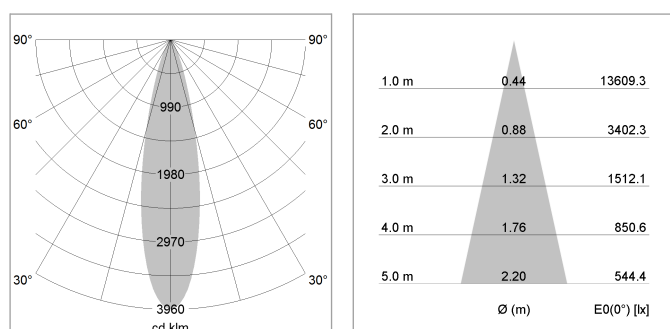 90° 90°
990
60° 60°
1980
2970
30° 30°
3960
cd klm
1.0 m 0.44 13609.3
2.0 m 0.88 3402.3
3.0 m 1.32 1512.1
4.0 m 1.76 850.6
5.0 m 2.20 544.4
Ø (m) E0(0°) [lx]